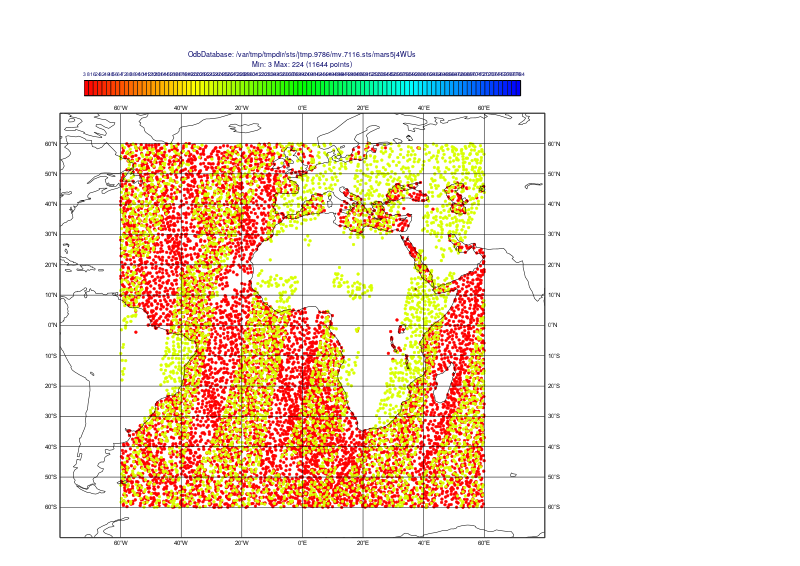 OdbDatabase: /var/tmp/tmpdir/sts/jtmp.9786/mv.7116.sts/mars5j4WUs
Min: 3 Max: 224 (11644 points)
60°W 40°W 20°W 0°E 20°E 40°E 60°E
60°N 60°N
50°N 50°N
40°N 40°N
30°N 30°N
20°N 20°N
10°N 10°N
0°N 0°N
10°S 10°S
20°S 20°S
30°S 30°S
40°S 40°S
50°S 50°S
60°S 60°S
60°W 40°W 20°W 0°E 20°E 40°E 60°E